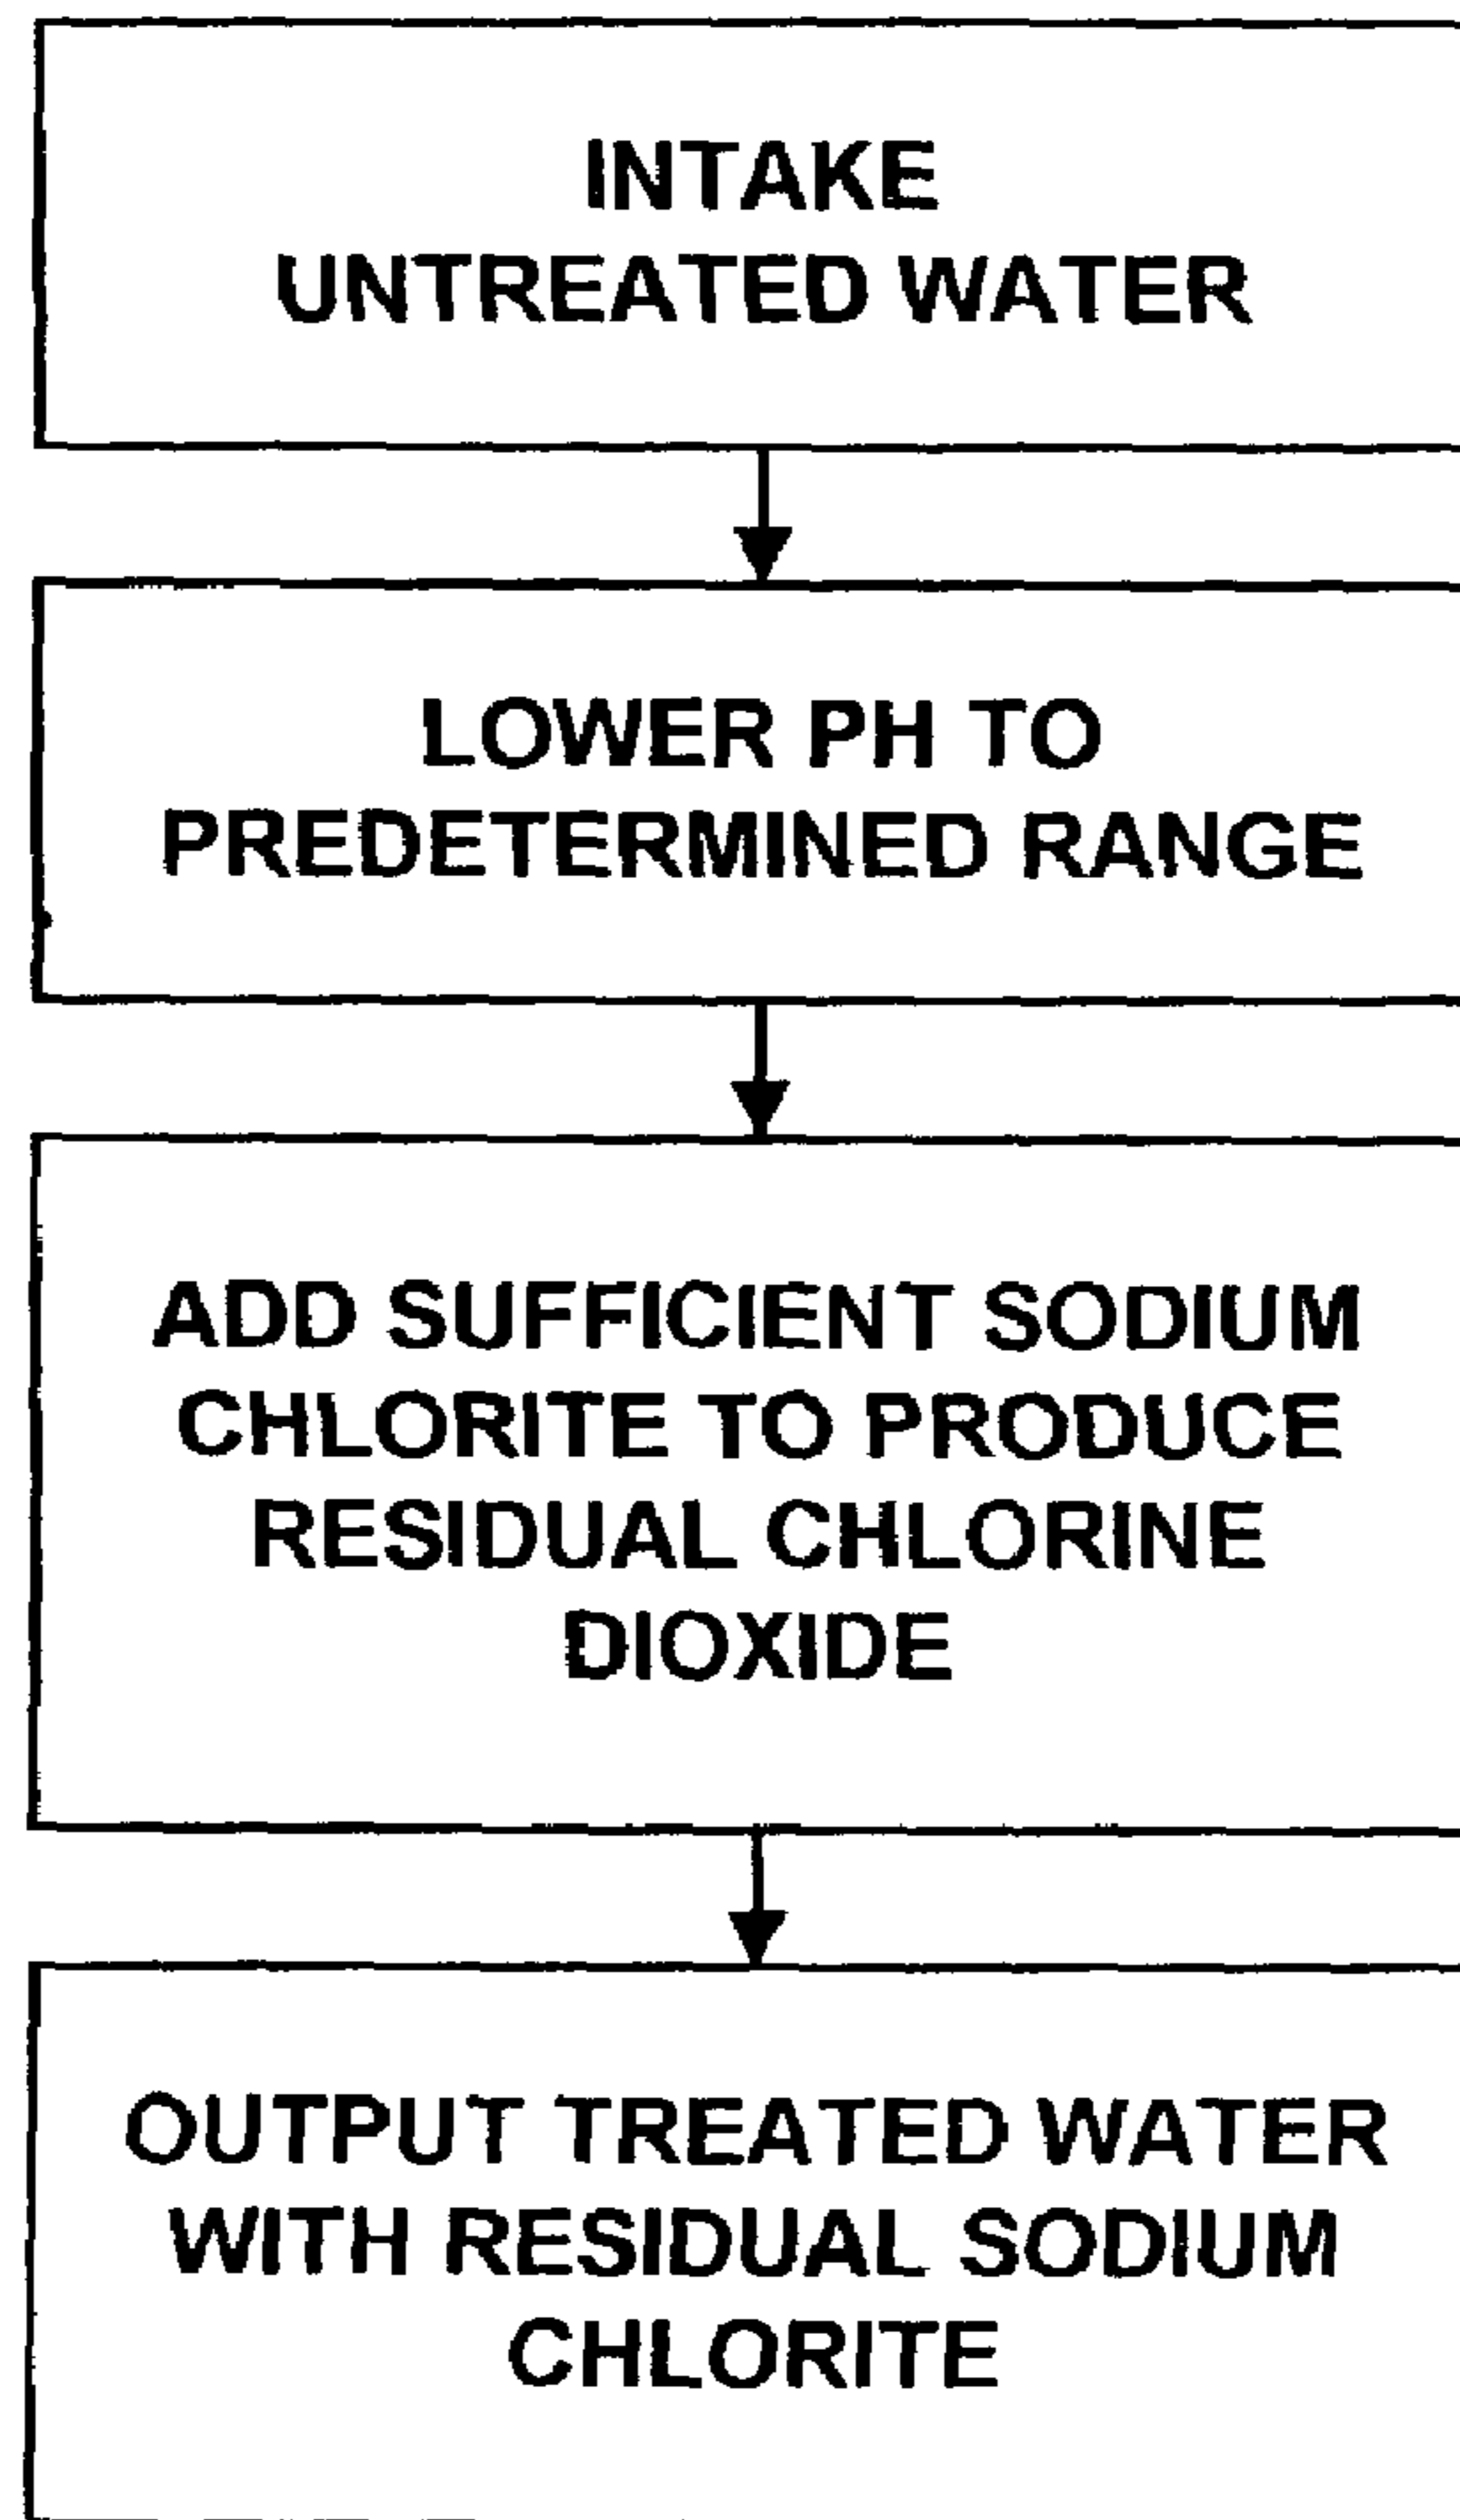 INTAKE
UNTREATED WATER
LOWER PH TO
PREDETERMINED RANGE
ADD SUFFICIENT SODIUM
CHLORITE TO PRODUCE
RESIDUAL CHLORINE
DIOXIDE
OUTPUT TREATED WATER
WITH RESIDUAL SODIUM
CHLORITE